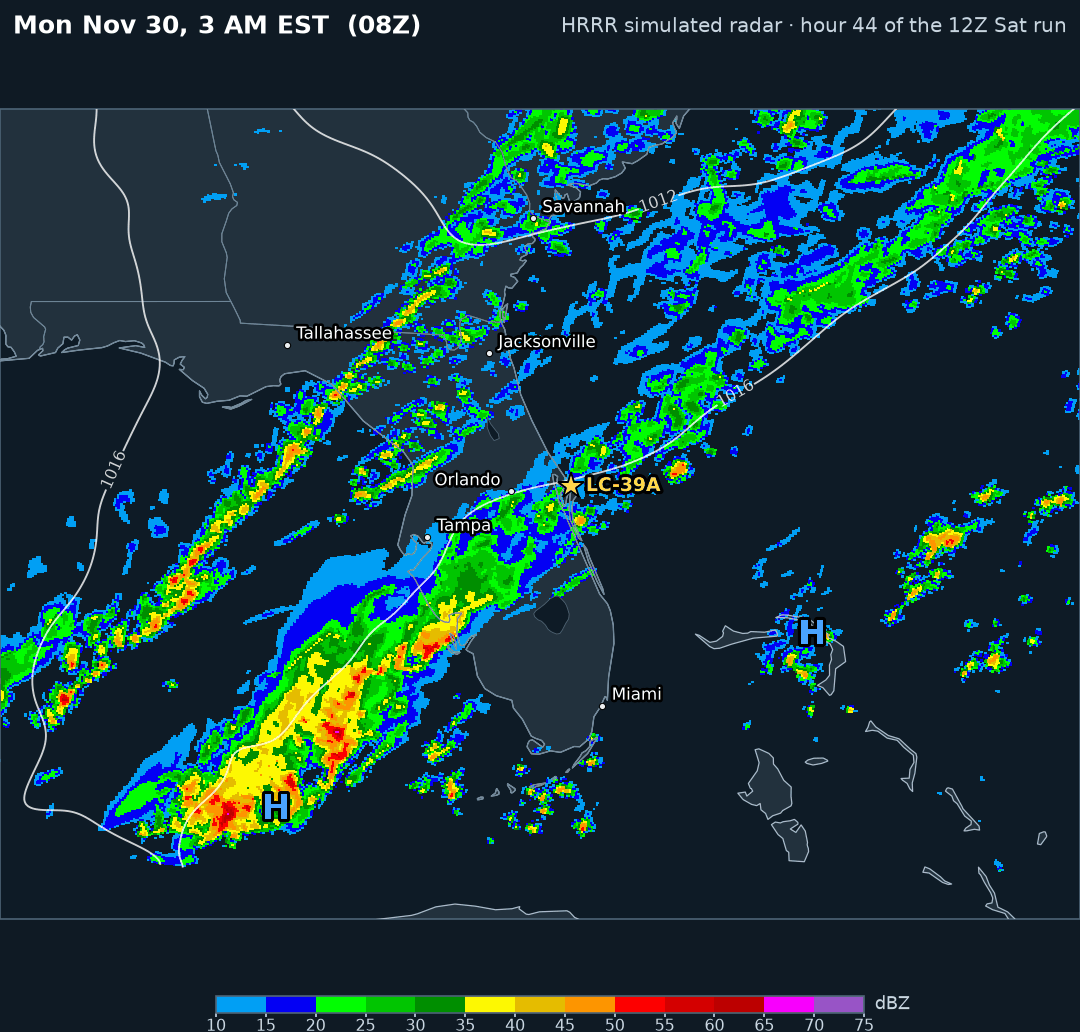 Mon Nov 30, 3 AM EST (08Z)
HRRR simulated radar · hour 44 of the 12Z Sat run
Savannah
1012
Tallahassee
Jacksonville
1016
1016
Orlando
LC-39A
Tampa
H
Miami
H
dBZ
10 15 20 25 30 35 40 45 50 55 60 65 70 75